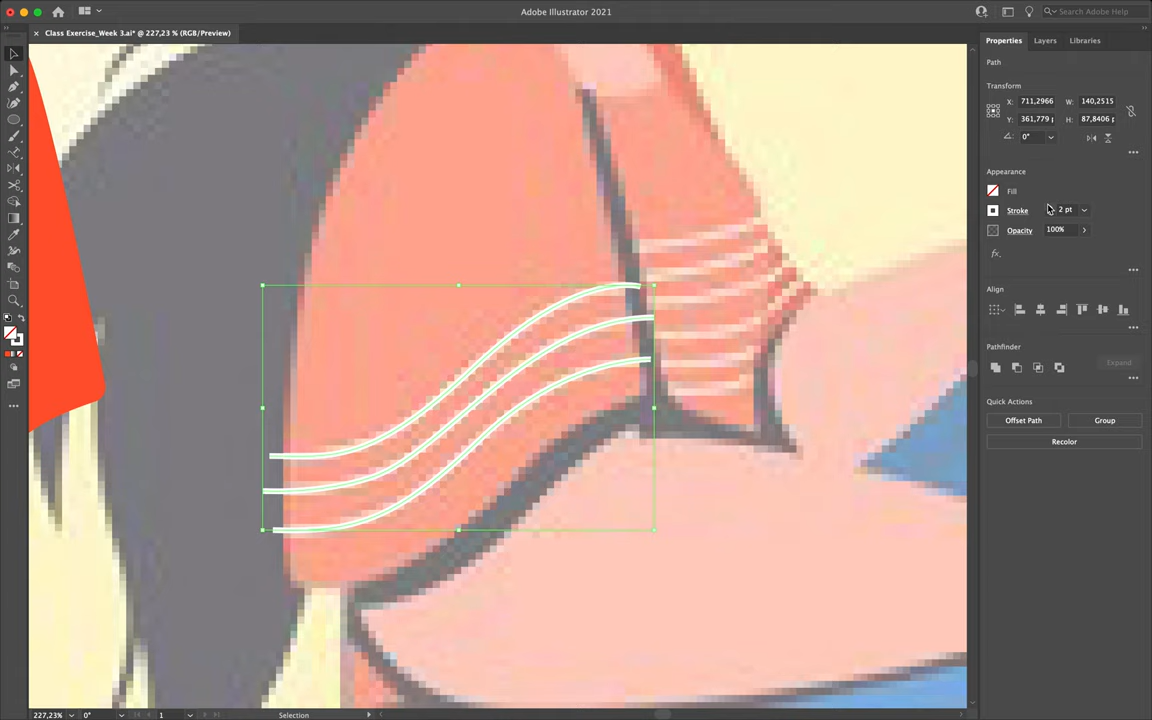 Adobe Illustrator 2021
Search Adobe Help
× Class Exercise_Week 3.ai* @ 227,23 % (RGB/Preview)
Properties Layers Libraries
Path
Transform
X: 711,2966 W: 140,2515
Y: 361,779 p H: 87,8406 p
0°
Appearance
Fill
Stroke 2 pt
Opacity 100%
fx.
Align
Pathfinder
Expand
Quick Actions
Offset Path Group
Recolor
227,23% 0° 1 Selection